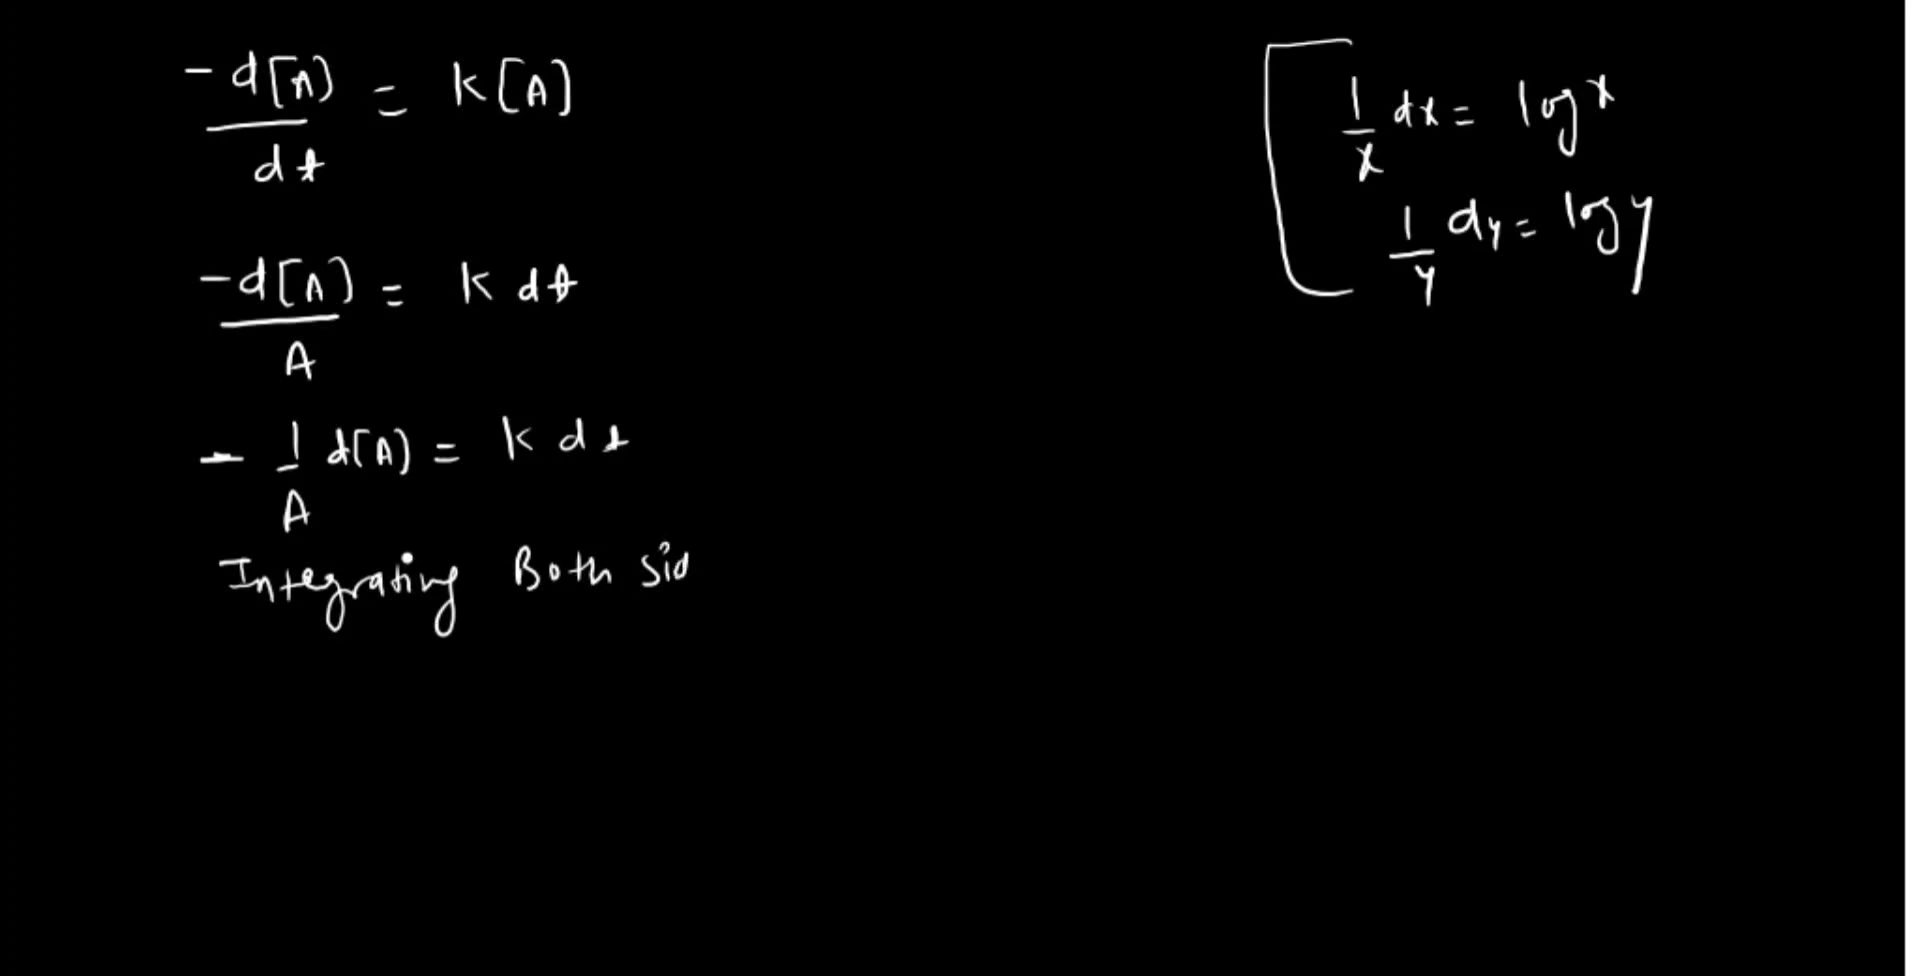 -d[A]/dt = k[A]
-d[A]/A = k dt
- 1/A d[A] = k dt
Integrating Both sid
1/x dx = log x
1/y dy = log y